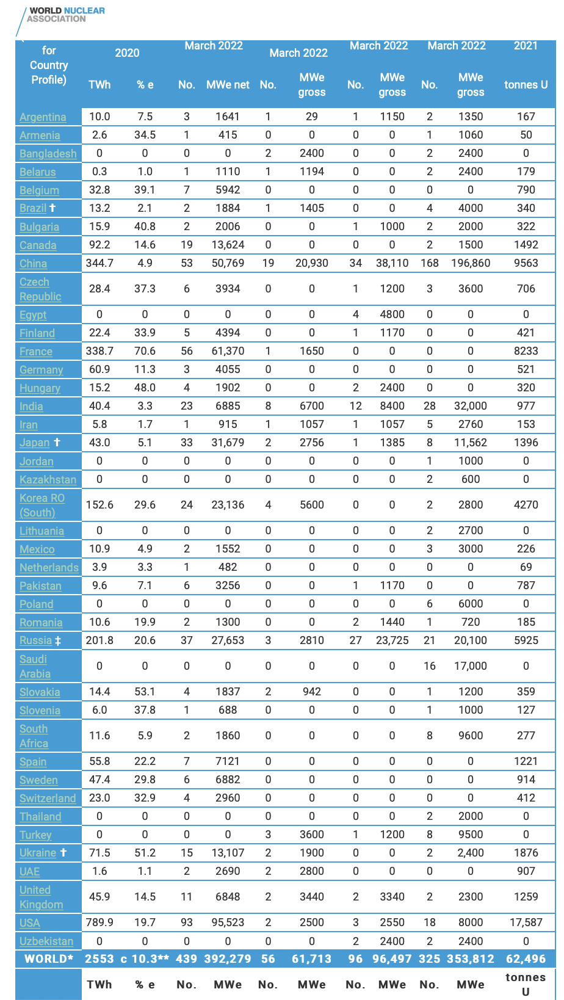 WORLD NUCLEAR
ASSOCIATION
for
Country
Profile)
2020
March 2022
March 2022
March 2022
March 2022
2021
TWh % e No. MWe net No. MWe gross No. MWe gross No. MWe gross tonnes U
Argentina 10.0 7.5 3 1641 1 29 1 1150 2 1350 167
Armenia 2.6 34.5 1 415 0 0 0 0 1 1060 50
Bangladesh 0 0 0 0 2 2400 0 0 2 2400 0
Belarus 0.3 1.0 1 1110 1 1194 0 0 2 2400 179
Belgium 32.8 39.1 7 5942 0 0 0 0 0 0 790
Brazil † 13.2 2.1 2 1884 1 1405 0 0 4 4000 340
Bulgaria 15.9 40.8 2 2006 0 0 1 1000 2 2000 322
Canada 92.2 14.6 19 13,624 0 0 0 0 2 1500 1492
China 344.7 4.9 53 50,769 19 20,930 34 38,110 168 196,860 9563
Czech
Republic 28.4 37.3 6 3934 0 0 1 1200 3 3600 706
Egypt 0 0 0 0 0 0 4 4800 0 0 0
Finland 22.4 33.9 5 4394 0 0 1 1170 0 0 421
France 338.7 70.6 56 61,370 1 1650 0 0 0 0 8233
Germany 60.9 11.3 3 4055 0 0 0 0 0 0 521
Hungary 15.2 48.0 4 1902 0 0 2 2400 0 0 320
India 40.4 3.3 23 6885 8 6700 12 8400 28 32,000 977
Iran 5.8 1.7 1 915 1 1057 1 1057 5 2760 153
Japan † 43.0 5.1 33 31,679 2 2756 1 1385 8 11,562 1396
Jordan 0 0 0 0 0 0 0 0 1 1000 0
Kazakhstan 0 0 0 0 0 0 0 0 2 600 0
Korea RO
(South) 152.6 29.6 24 23,136 4 5600 0 0 2 2800 4270
Lithuania 0 0 0 0 0 0 0 0 2 2700 0
Mexico 10.9 4.9 2 1552 0 0 0 0 3 3000 226
Netherlands 3.9 3.3 1 482 0 0 0 0 0 0 69
Pakistan 9.6 7.1 6 3256 0 0 1 1170 0 0 787
Poland 0 0 0 0 0 0 0 0 6 6000 0
Romania 10.6 19.9 2 1300 0 0 2 1440 1 720 185
Russia ‡ 201.8 20.6 37 27,653 3 2810 27 23,725 21 20,100 5925
Saudi
Arabia 0 0 0 0 0 0 0 0 16 17,000 0
Slovakia 14.4 53.1 4 1837 2 942 0 0 1 1200 359
Slovenia 6.0 37.8 1 688 0 0 0 0 1 1000 127
South
Africa 11.6 5.9 2 1860 0 0 0 0 8 9600 277
Spain 55.8 22.2 7 7121 0 0 0 0 0 0 1221
Sweden 47.4 29.8 6 6882 0 0 0 0 0 0 914
Switzerland 23.0 32.9 4 2960 0 0 0 0 0 0 412
Thailand 0 0 0 0 0 0 0 0 2 2000 0
Turkey 0 0 0 0 3 3600 1 1200 8 9500 0
Ukraine † 71.5 51.2 15 13,107 2 1900 0 0 2 2,400 1876
UAE 1.6 1.1 2 2690 2 2800 0 0 0 0 907
United
Kingdom 45.9 14.5 11 6848 2 3440 2 3340 2 2300 1259
USA 789.9 19.7 93 95,523 2 2500 3 2550 18 8000 17,587
Uzbekistan 0 0 0 0 0 0 2 2400 2 2400 0
WORLD* 2553 c 10.3** 439 392,279 56 61,713 96 96,497 325 353,812 62,496
TWh % e No. MWe No. MWe No. MWe No. MWe tonnes
U